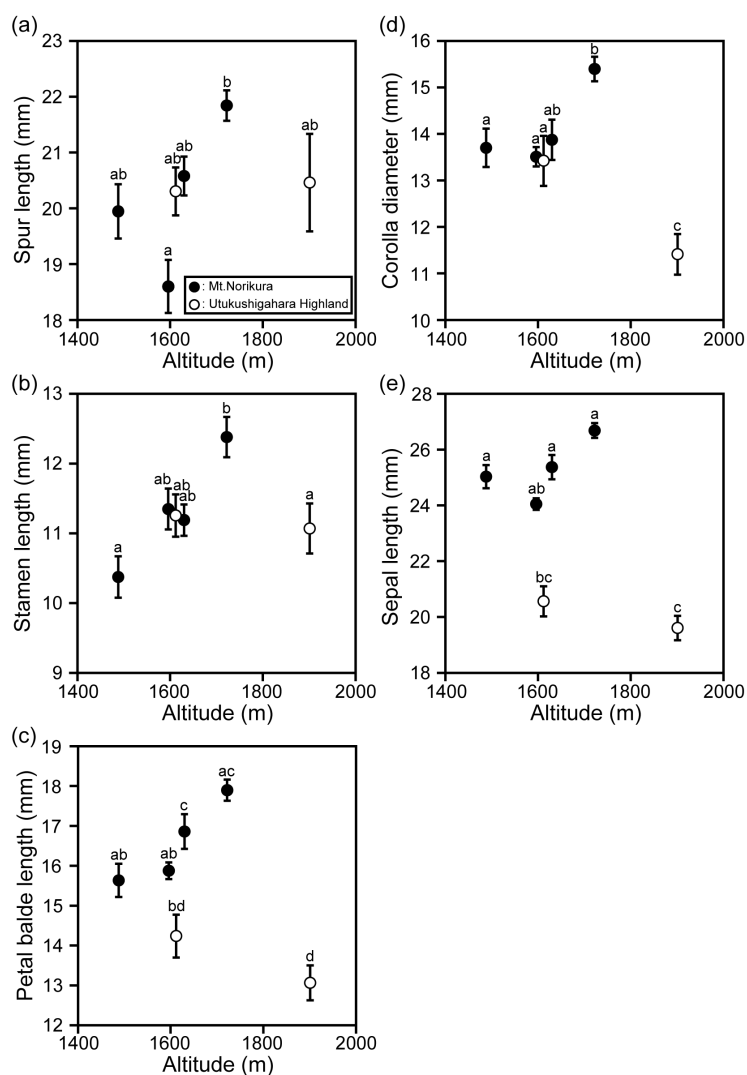 (a)
23
22
21
20
19
18
Spur length (mm)
ab
a
ab
ab
b
ab
●: Mt.Norikura
○: Utukushigahara Highland
1400
1600
1800
2000
Altitude (m)
(d)
16
15
14
13
12
11
10
Corolla diameter (mm)
a
a
a
ab
b
c
1400
1600
1800
2000
Altitude (m)
(b)
13
12
11
10
9
Stamen length (mm)
a
ab
ab
ab
b
a
1400
1600
1800
2000
Altitude (m)
(e)
28
26
24
22
20
18
Sepal length (mm)
a
ab
bc
a
a
c
1400
1600
1800
2000
Altitude (m)
(c)
19
18
17
16
15
14
13
12
Petal balde length (mm)
ab
ab
bd
c
ac
d
1400
1600
1800
2000
Altitude (m)